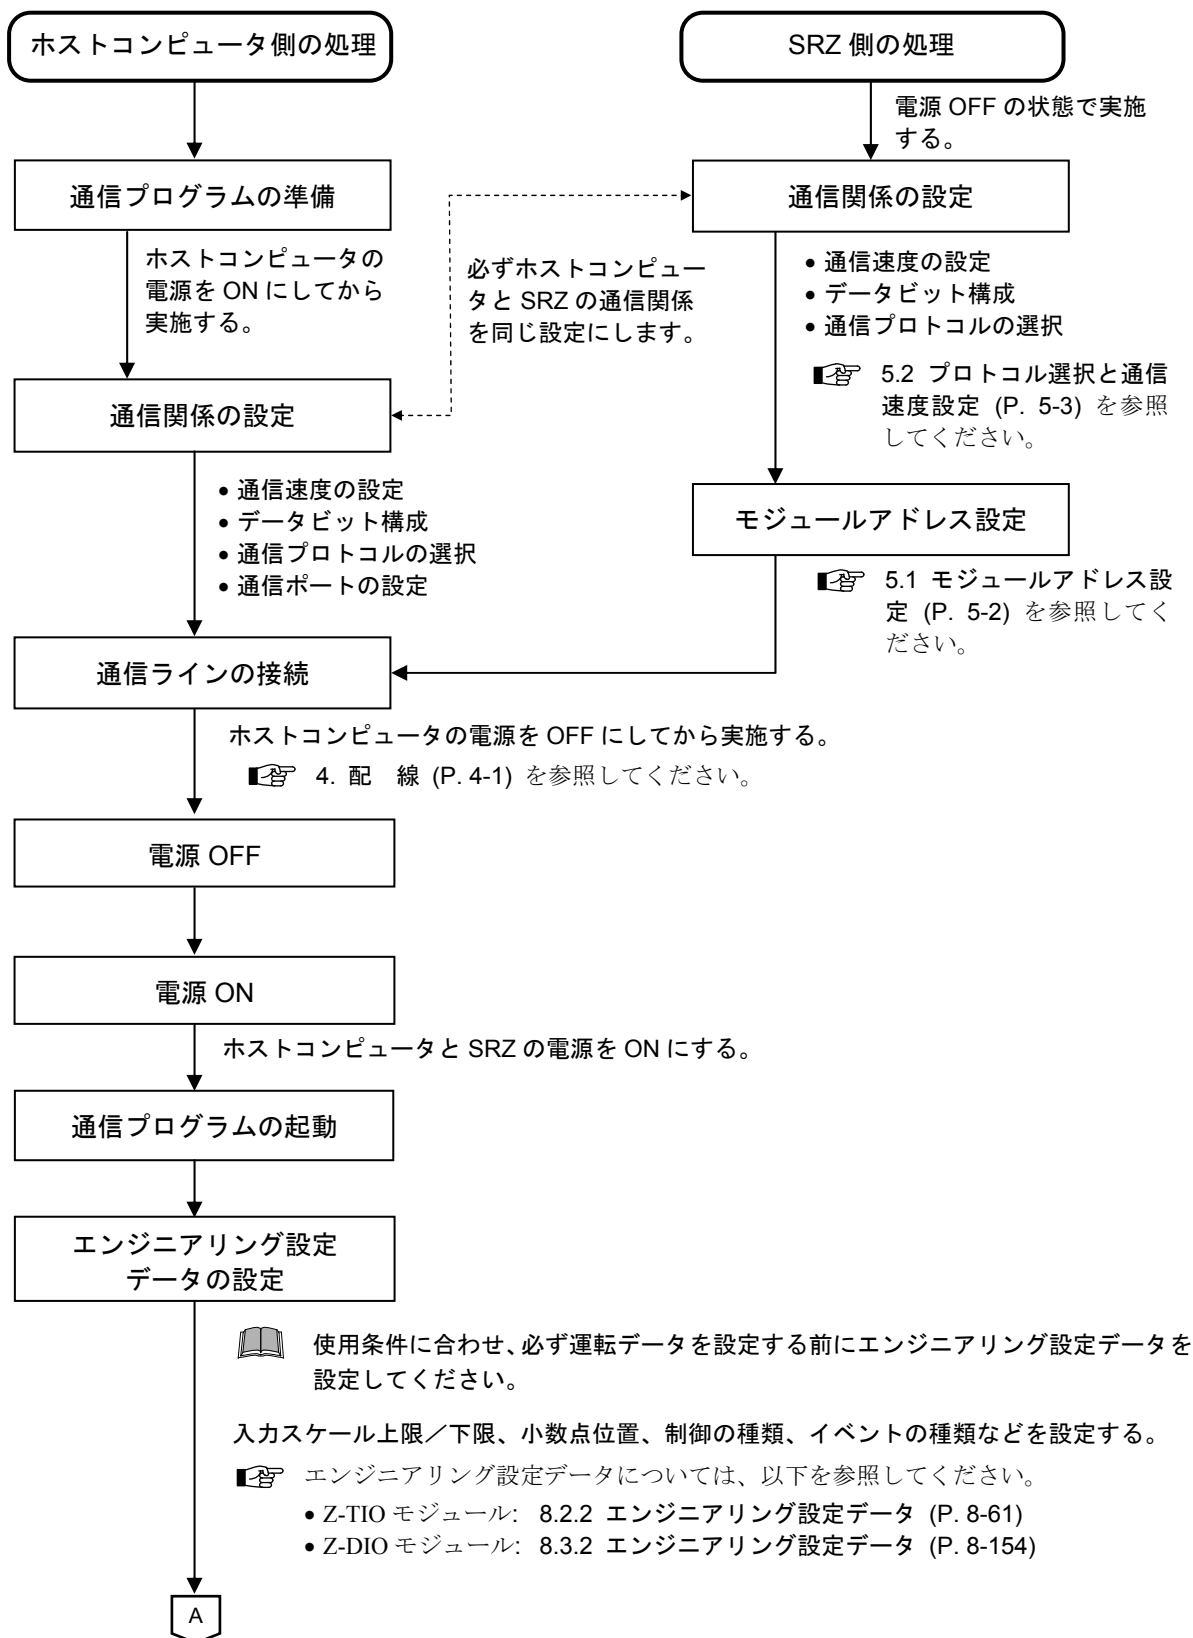 ホストコンピュータ側の処理
SRZ 側の処理
電源 OFF の状態で実施
する。
通信プログラムの準備
通信関係の設定
ホストコンピュータの
電源を ON にしてから
実施する。
必ずホストコンピュー
タと SRZ の通信関係
を同じ設定にします。
• 通信速度の設定
• データビット構成
• 通信プロトコルの選択
5.2 プロトコル選択と通信
速度設定 (P. 5-3) を参照
してください。
通信関係の設定
• 通信速度の設定
• データビット構成
• 通信プロトコルの選択
• 通信ポートの設定
モジュールアドレス設定
5.1 モジュールアドレス設
定 (P. 5-2) を参照してく
ださい。
通信ラインの接続
ホストコンピュータの電源を OFF にしてから実施する。
4. 配　線 (P. 4-1) を参照してください。
電源 OFF
電源 ON
ホストコンピュータと SRZ の電源を ON にする。
通信プログラムの起動
エンジニアリング設定
データの設定
使用条件に合わせ、必ず運転データを設定する前にエンジニアリング設定データを
設定してください。
入力スケール上限／下限、小数点位置、制御の種類、イベントの種類などを設定する。
エンジニアリング設定データについては、以下を参照してください。
• Z-TIO モジュール: 8.2.2 エンジニアリング設定データ (P. 8-61)
• Z-DIO モジュール: 8.3.2 エンジニアリング設定データ (P. 8-154)
A